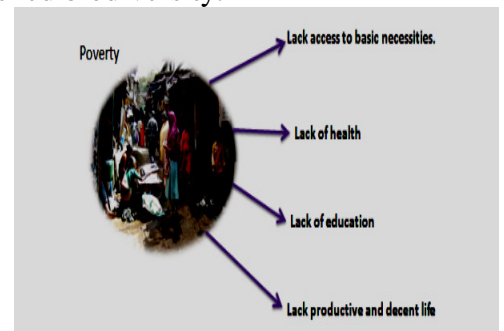 Poverty
Lack access to basic necessities.
Lack of health
Lack of education
Lack productive and decent life